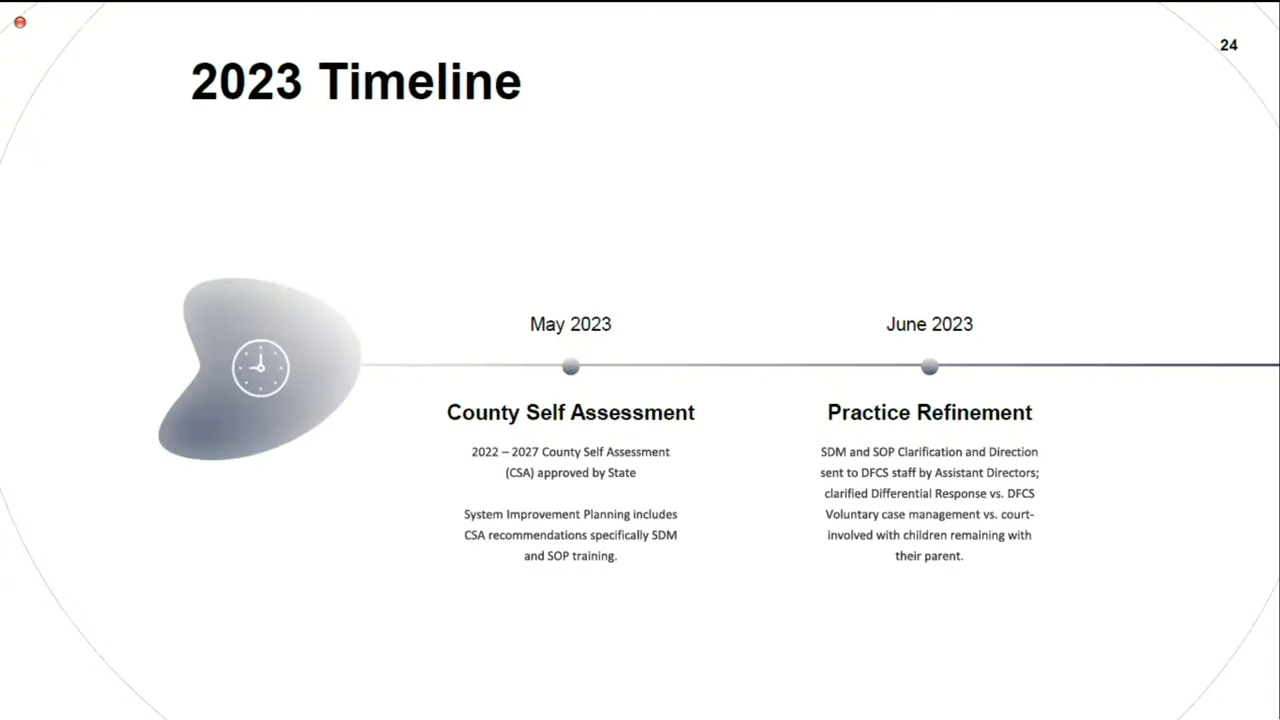 24
2023 Timeline
May 2023
County Self Assessment
2022 – 2027 County Self Assessment
(CSA) approved by State
System Improvement Planning includes
CSA recommendations specifically SDM
and SOP training.
June 2023
Practice Refinement
SDM and SOP Clarification and Direction
sent to DFCS staff by Assistant Directors;
clarified Differential Response vs. DFCS
Voluntary case management vs. court-
involved with children remaining with
their parent.